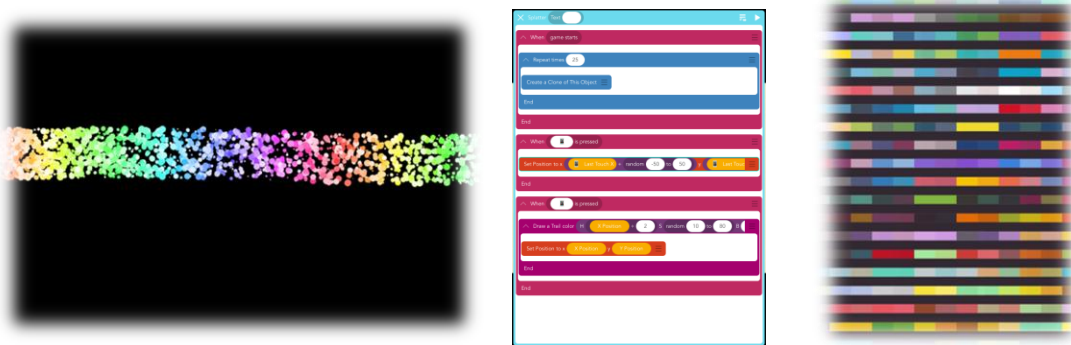 Sparkle Text
When game starts
Repeat times 25
Create a Clone of This Object
End
End
When is pressed
Set Position to x Last Touch X + random -50 to 50 y Last Touc
End
When is pressed
Draw a Trail color H X Position ÷ 2 S random 10 to 80 B
Set Position to x X Position y Y Position
End
End